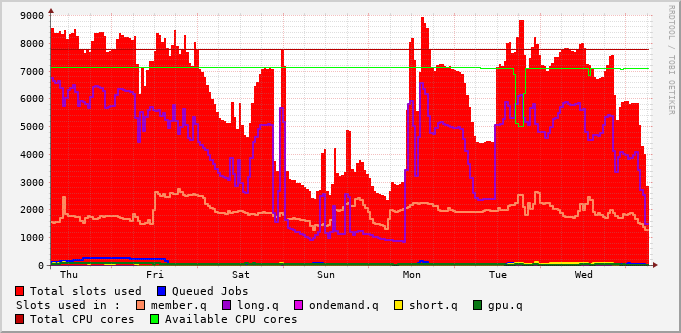 RRDTOOL / TOBI OETIKER
9000
8000
7000
6000
5000
4000
3000
2000
1000
0
Thu Fri Sat Sun Mon Tue Wed
Total slots used Queued Jobs
Slots used in : member.q long.q ondemand.q short.q gpu.q
Total CPU cores Available CPU cores